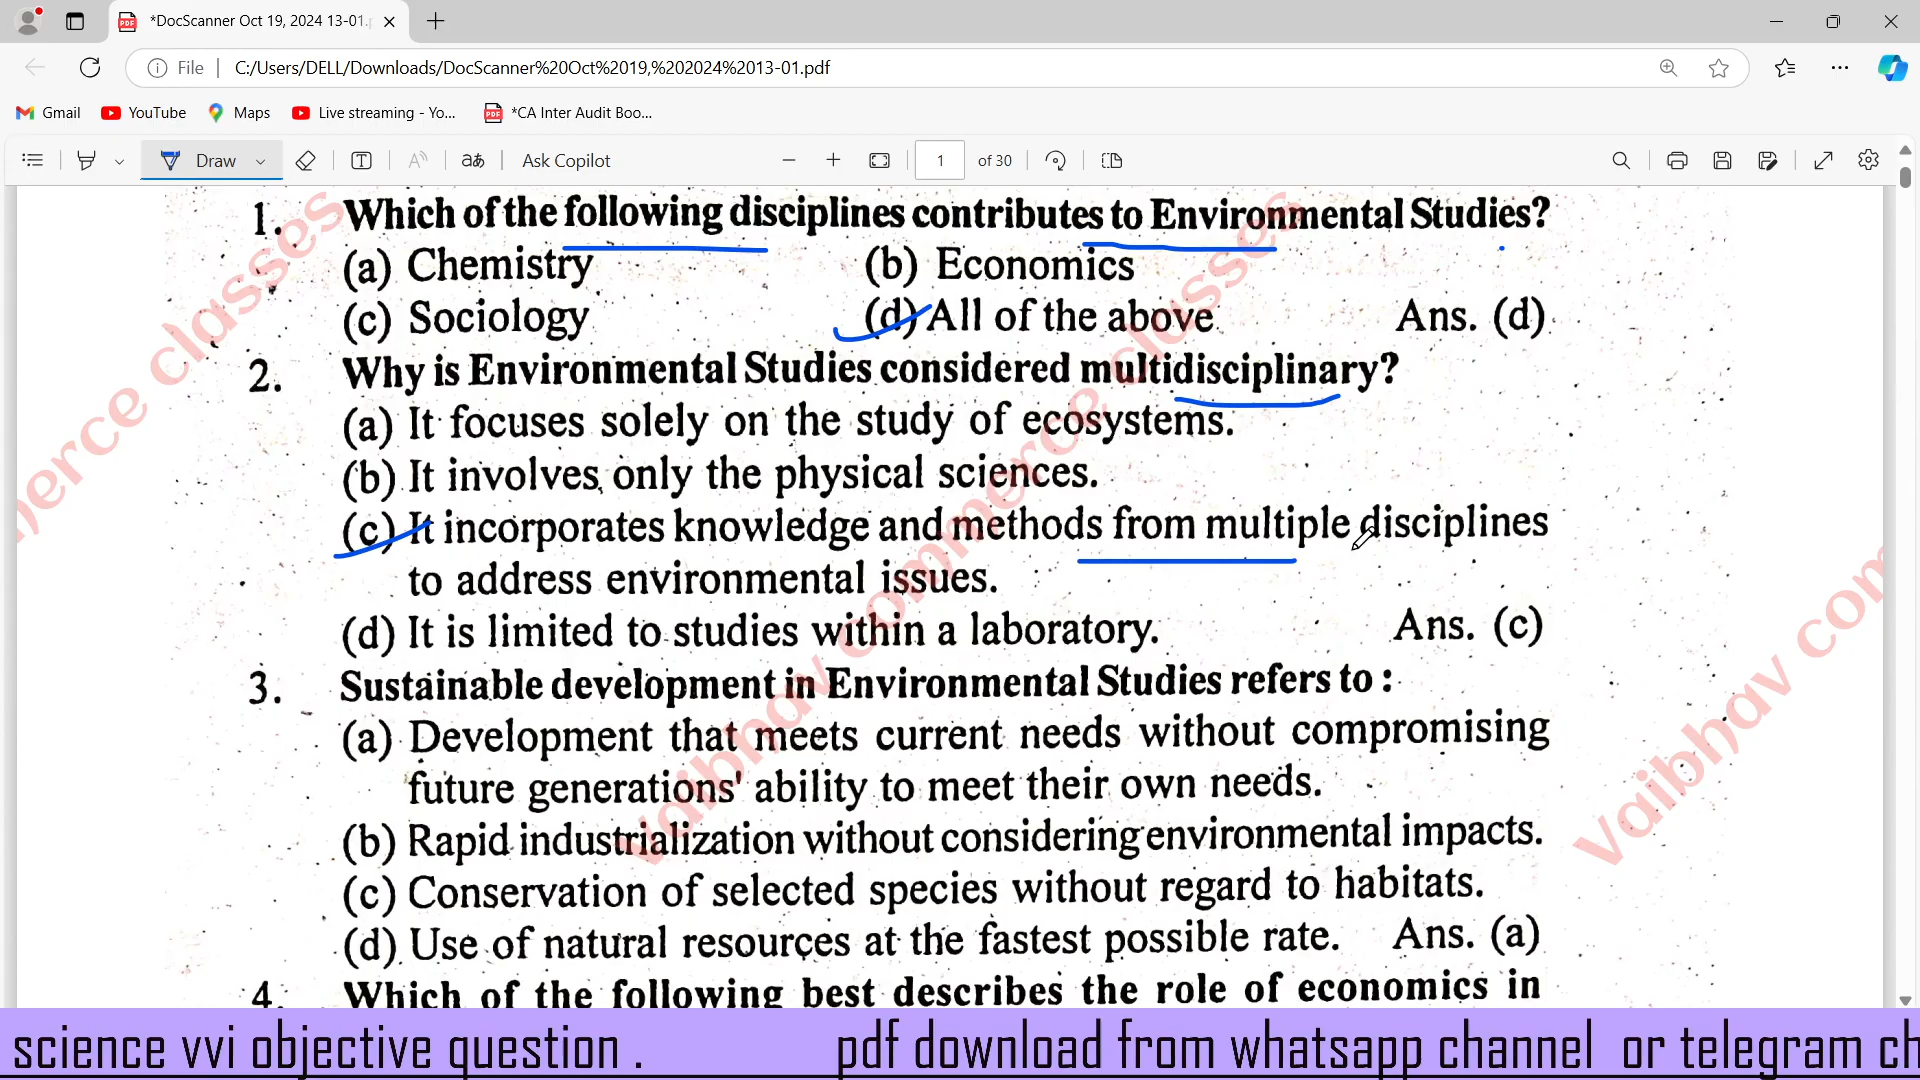 *DocScanner Oct 19, 2024 13-01.p
File
C:/Users/DELL/Downloads/DocScanner%20Oct%2019,%202024%2013-01.pdf
Gmail
YouTube
Maps
Live streaming - Yo...
*CA Inter Audit Boo...
Draw
Ask Copilot
1
of 30
1. Which of the following disciplines contributes to Environmental Studies?
(a) Chemistry
(b) Economics
(c) Sociology
(d) All of the above
Ans. (d)
2. Why is Environmental Studies considered multidisciplinary?
(a) It focuses solely on the study of ecosystems.
(b) It involves only the physical sciences.
(c) It incorporates knowledge and methods from multiple disciplines
to address environmental issues.
(d) It is limited to studies within a laboratory.
Ans. (c)
3. Sustainable development in Environmental Studies refers to :
(a) Development that meets current needs without compromising
future generations' ability to meet their own needs.
(b) Rapid industrialization without considering environmental impacts.
(c) Conservation of selected species without regard to habitats.
(d) Use of natural resources at the fastest possible rate.
Ans. (a)
4. Which of the following best describes the role of economics in
merce classes
vaibhav commerce classes
vaibhav com
science vvi objective question .
pdf download from whatsapp channel or telegram ch